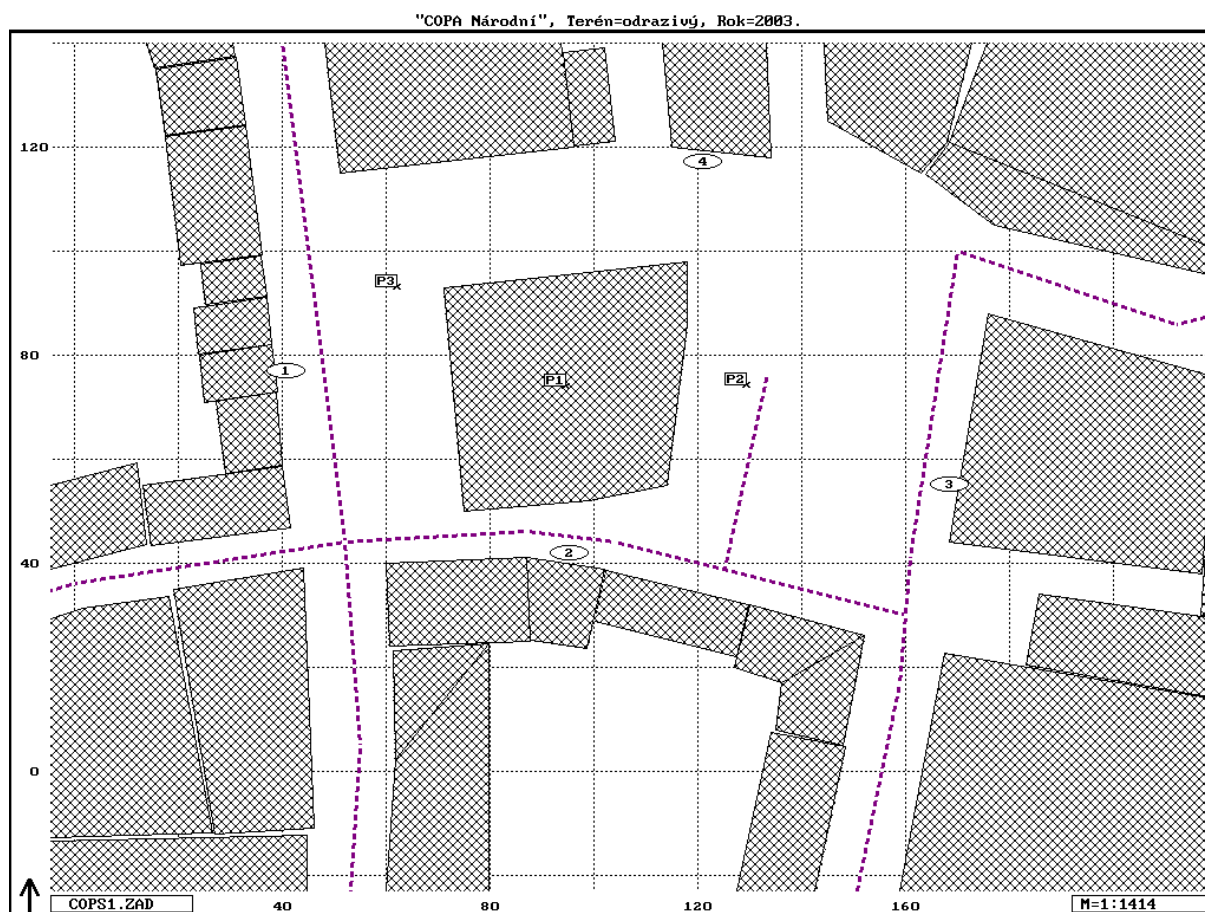 "COPA Národní", Terén=odrazivý, Rok=2003.
120
4
P3
80
1
P1
P2
3
40
2
0
COPS1.ZAD
40
80
120
160
M=1:1414